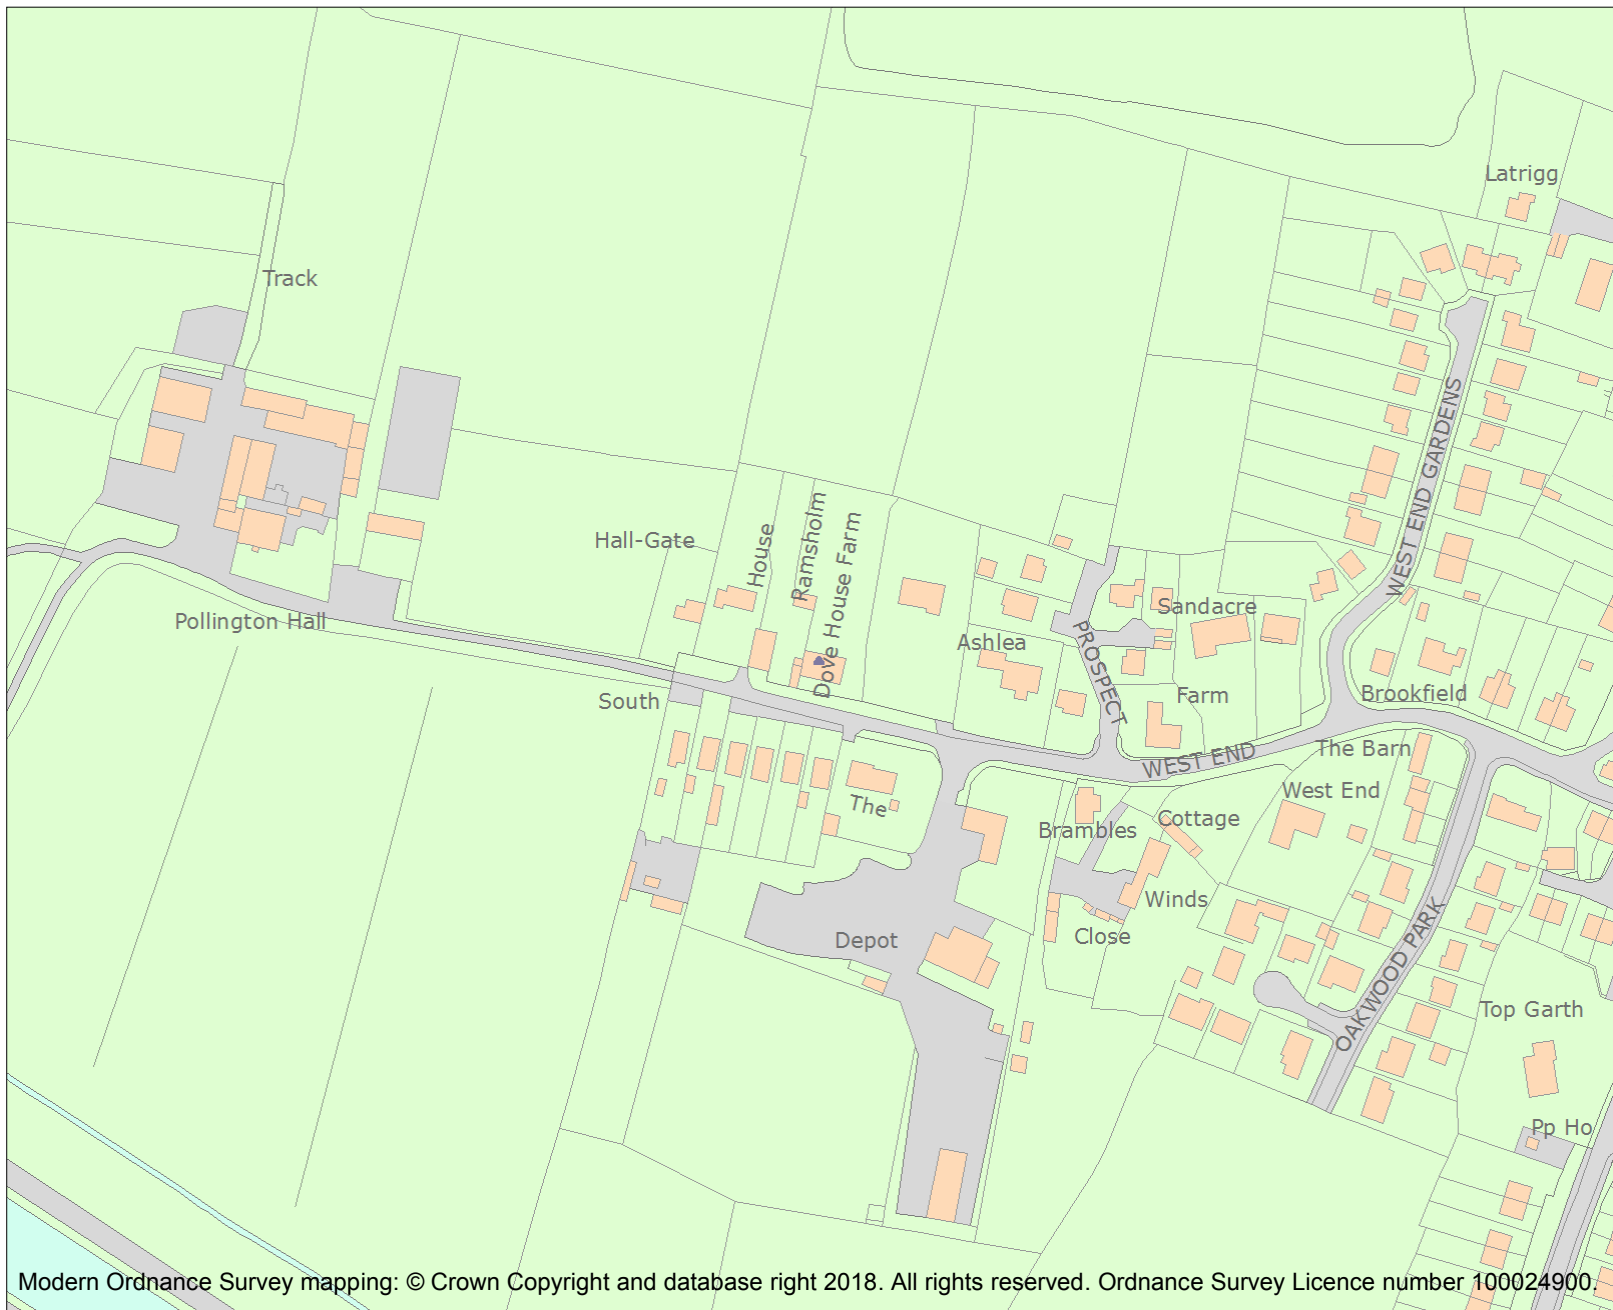 Latrigg
Track
WEST END GARDENS
Hall-Gate
House
Ramsholm
Dove House Farm
Sandacre
Pollington Hall
Ashlea
PROSPECT
South
Farm
Brookfield
WEST END
The Barn
West End
The
Brambles
Cottage
Winds
Close
Depot
OAKWOOD PARK
Top Garth
Pp Ho
Modern Ordnance Survey mapping: © Crown Copyright and database right 2018. All rights reserved. Ordnance Survey Licence number 100024900.